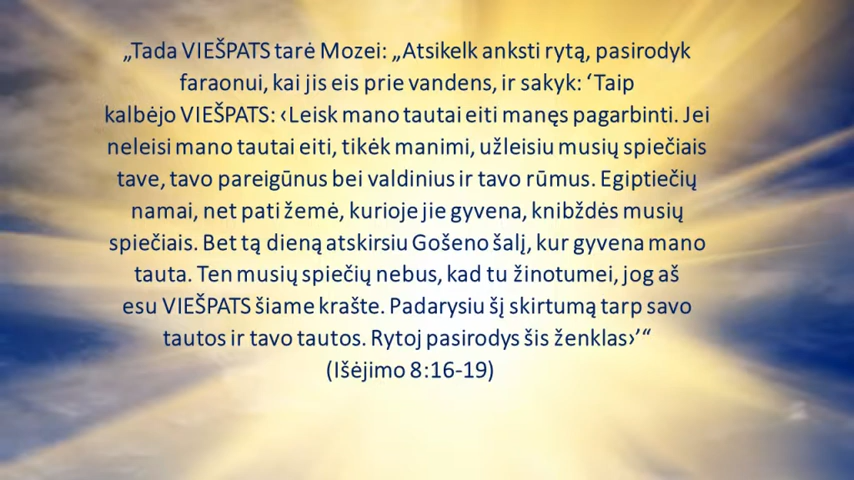 „Tada VIEŠPATS tarė Mozei: „Atsikelk anksti rytą, pasirodyk
faraonui, kai jis eis prie vandens, ir sakyk: ‘Taip
kalbėjo VIEŠPATS: ‹Leisk mano tautai eiti manęs pagarbinti. Jei
neleisi mano tautai eiti, tikėk manimi, užleisiu musių spiečiais
tave, tavo pareigūnus bei valdinius ir tavo rūmus. Egiptiečių
namai, net pati žemė, kurioje jie gyvena, knibždės musių
spiečiais. Bet tą dieną atskirsiu Gošeno šalį, kur gyvena mano
tauta. Ten musių spiečių nebus, kad tu žinotumei, jog aš
esu VIEŠPATS šiame krašte. Padarysiu šį skirtumą tarp savo
tautos ir tavo tautos. Rytoj pasirodys šis ženklas›’“
(Išėjimo 8:16-19)